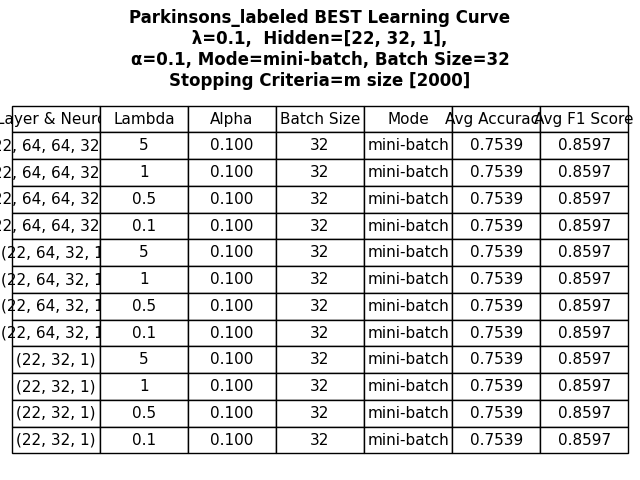 Parkinsons_labeled BEST Learning Curve
λ=0.1, Hidden=[22, 32, 1],
α=0.1, Mode=mini-batch, Batch Size=32
Stopping Criteria=m size [2000]
Layer & Neuro Lambda Alpha Batch Size Mode Avg Accurac Avg F1 Score
22, 64, 64, 32 5 0.100 32 mini-batch 0.7539 0.8597
22, 64, 64, 32 1 0.100 32 mini-batch 0.7539 0.8597
22, 64, 64, 32 0.5 0.100 32 mini-batch 0.7539 0.8597
22, 64, 64, 32 0.1 0.100 32 mini-batch 0.7539 0.8597
(22, 64, 32, 1 5 0.100 32 mini-batch 0.7539 0.8597
(22, 64, 32, 1 1 0.100 32 mini-batch 0.7539 0.8597
(22, 64, 32, 1 0.5 0.100 32 mini-batch 0.7539 0.8597
(22, 64, 32, 1 0.1 0.100 32 mini-batch 0.7539 0.8597
(22, 32, 1) 5 0.100 32 mini-batch 0.7539 0.8597
(22, 32, 1) 1 0.100 32 mini-batch 0.7539 0.8597
(22, 32, 1) 0.5 0.100 32 mini-batch 0.7539 0.8597
(22, 32, 1) 0.1 0.100 32 mini-batch 0.7539 0.8597